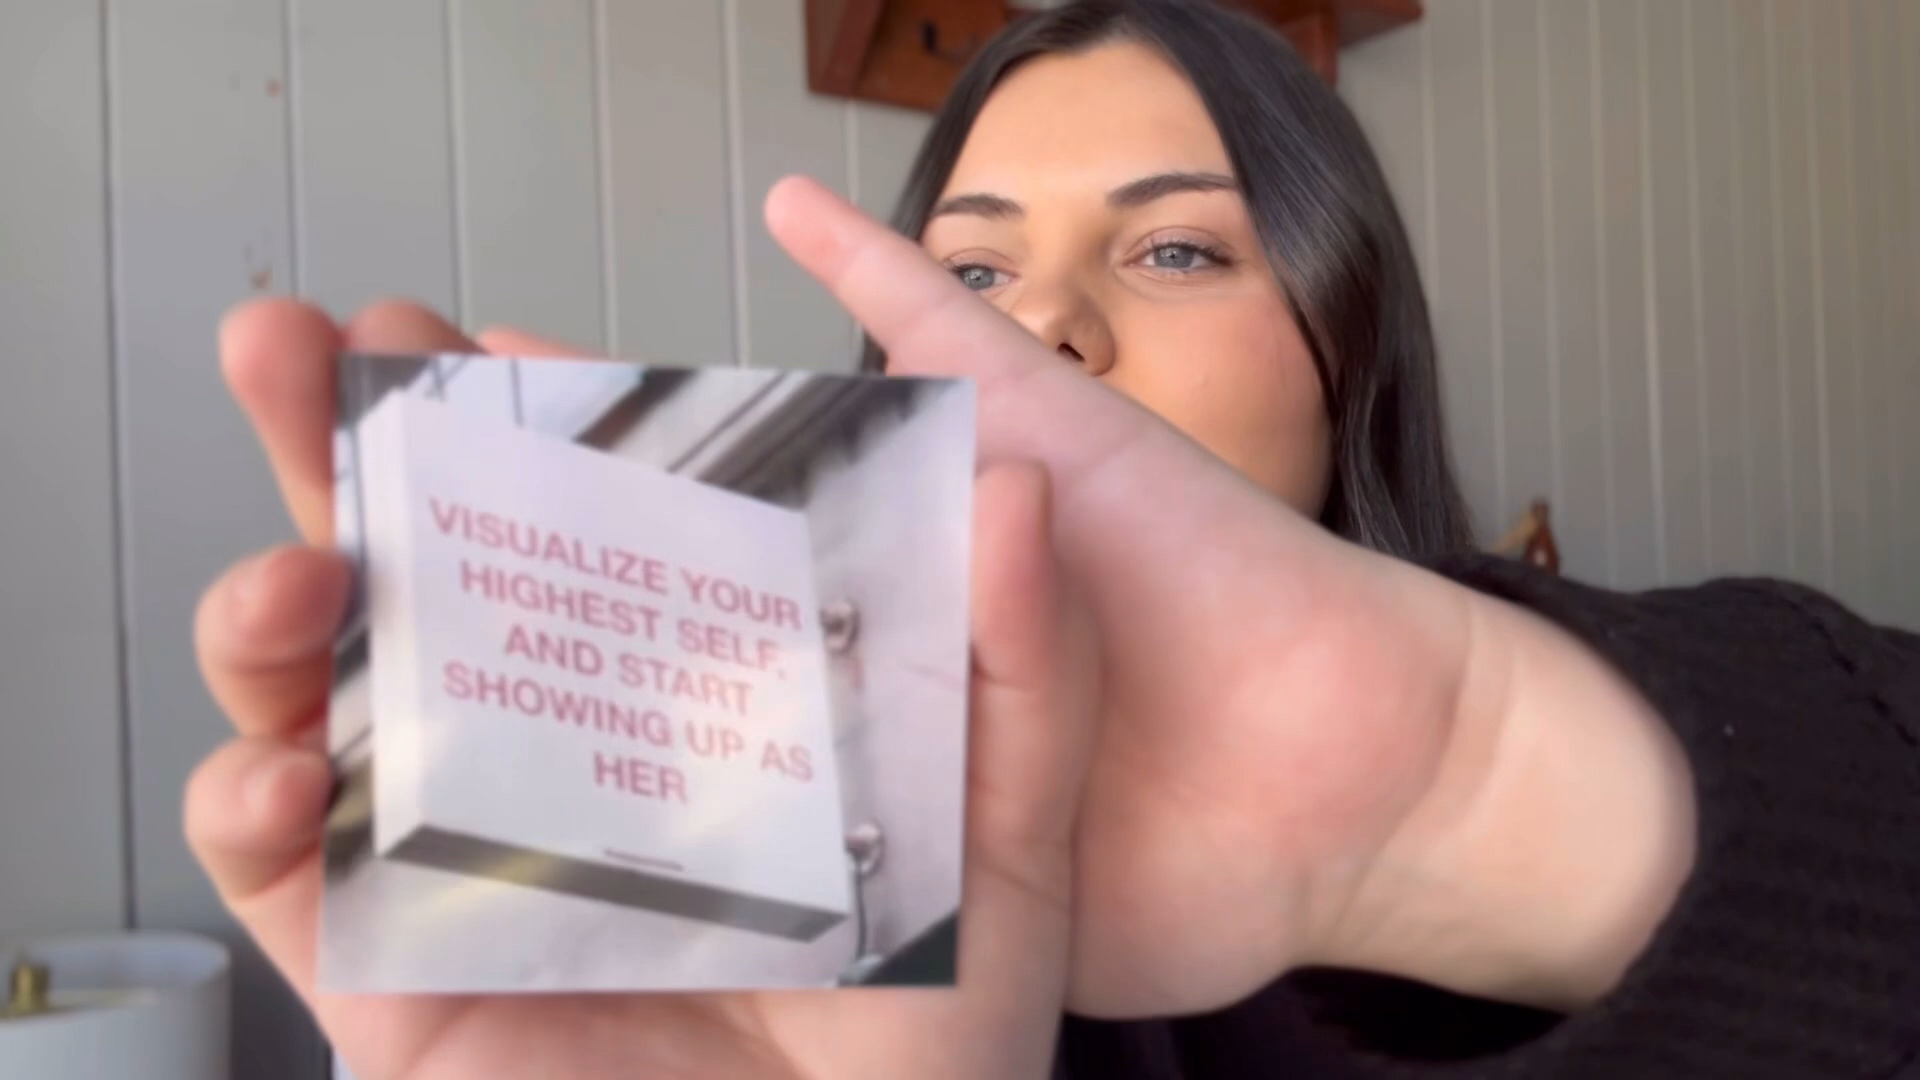 VISUALIZE YOUR
HIGHEST SELF,
AND START
SHOWING UP AS
HER